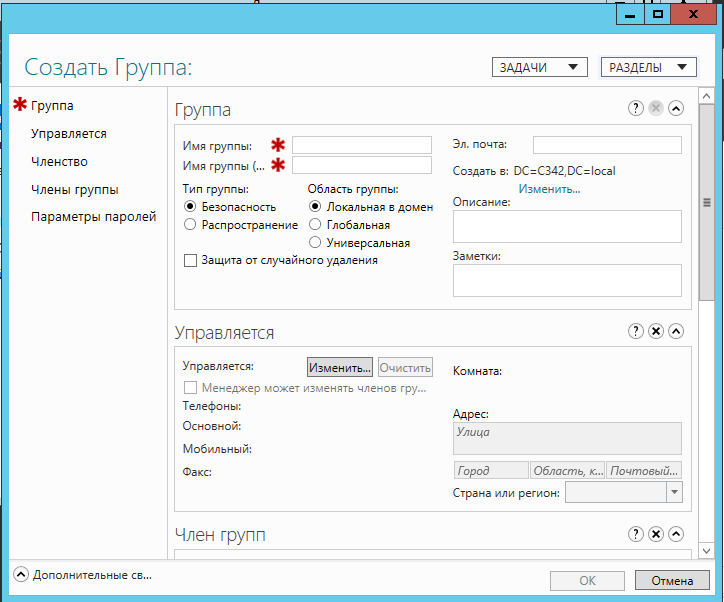 Создать Группа:
ЗАДАЧИ
РАЗДЕЛЫ
Группа
Управляется
Членство
Члены группы
Параметры паролей
Группа
Имя группы:
Имя группы (...
Тип группы:
Область группы:
Безопасность
Локальная в домен
Распространение
Глобальная
Универсальная
Защита от случайного удаления
Эл. почта:
Создать в: DC=C342,DC=local
Изменить...
Описание:
Заметки:
Управляется
Управляется:
Изменить...
Очистить
Менеджер может изменять членов гру...
Телефоны:
Основной:
Мобильный:
Факс:
Комната:
Адрес:
Улица
Город
Область, к...
Почтовый...
Страна или регион:
Член групп
Дополнительные св...
ОК
Отмена